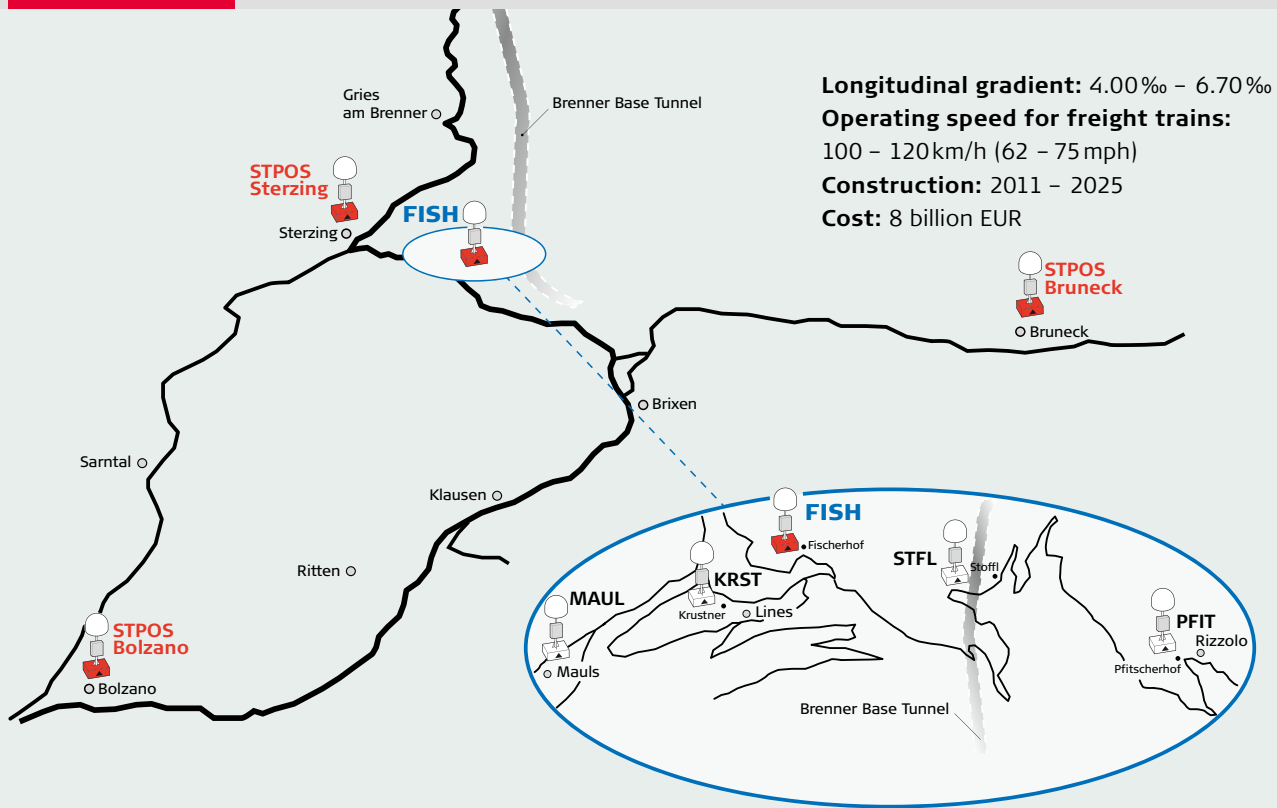 Longitudinal gradient: 4.00 ‰ – 6.70 ‰
Operating speed for freight trains:
100 – 120 km/h (62 – 75 mph)
Construction: 2011 – 2025
Cost: 8 billion EUR
Gries
am Brenner
Brenner Base Tunnel
STPOS
Sterzing
Sterzing
FISH
STPOS
Bruneck
Bruneck
Brixen
Sarntal
Klausen
Ritten
STPOS
Bolzano
Bolzano
FISH
Fischerhof
STFL
Stoffl
KRST
Krustner
Lines
MAUL
Mauls
PFIT
Rizzolo
Pfitscherhof
Brenner Base Tunnel